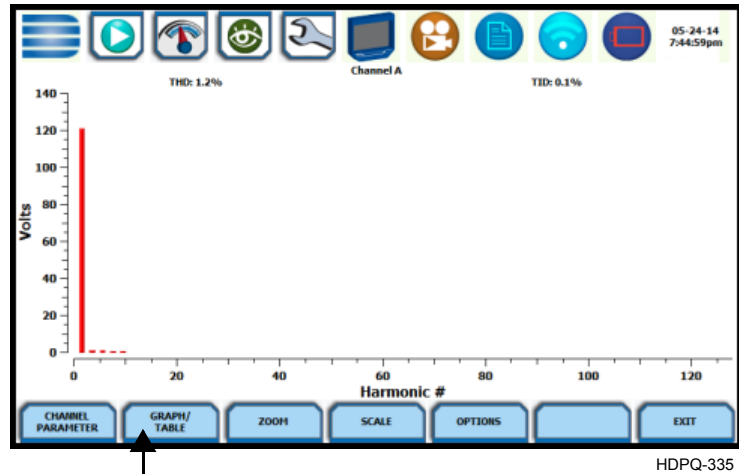 05-24-14
7:44:59pm
Channel A
THD: 1.2%
TID: 0.1%
140
120
100
80
60
40
20
0
Volts
0 20 40 60 80 100 120
Harmonic #
CHANNEL
PARAMETER
GRAPH/
TABLE
ZOOM
SCALE
OPTIONS
EXIT
HDPQ-335